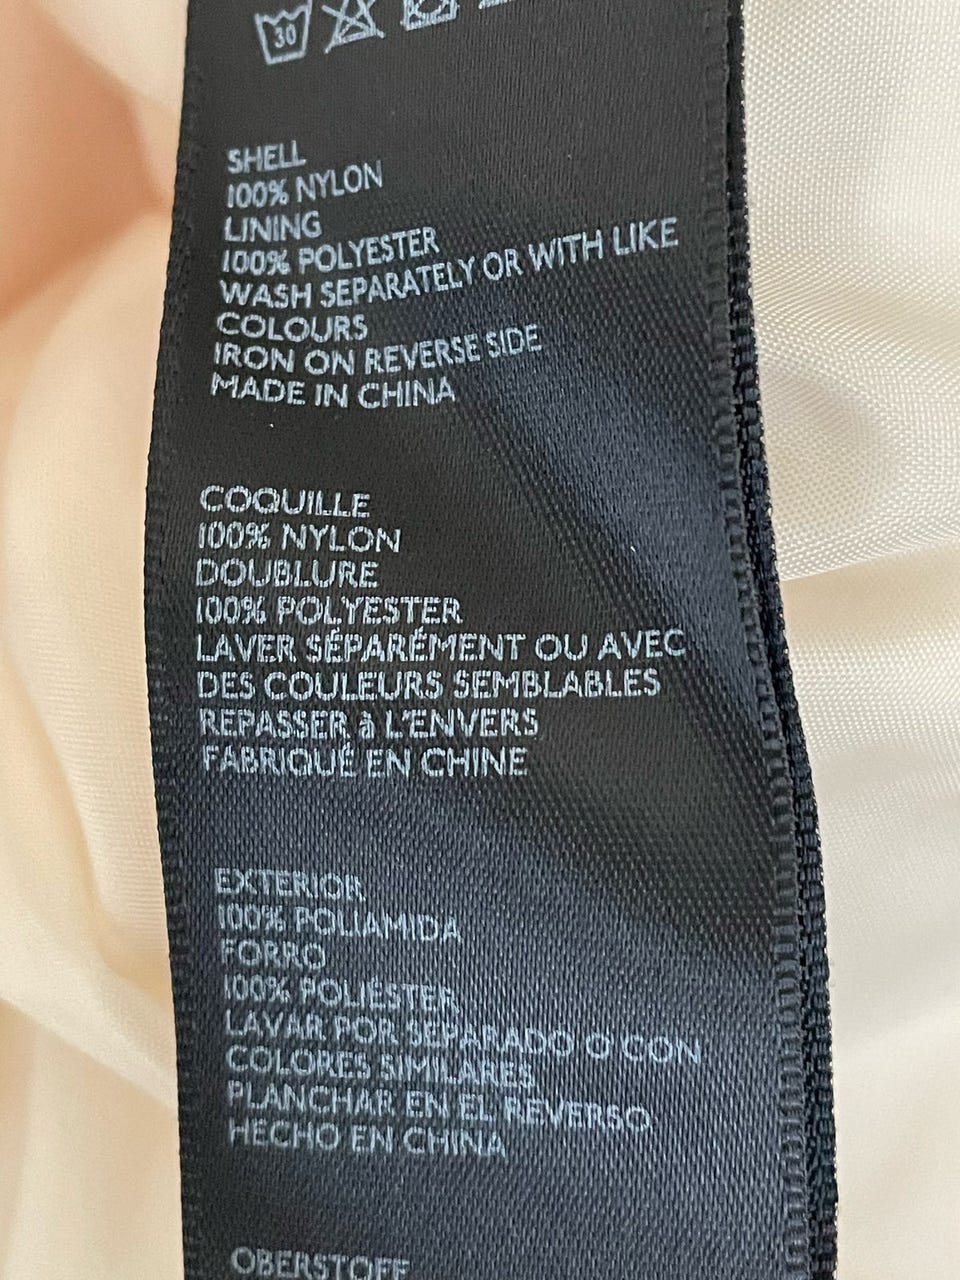 30
SHELL
100% NYLON
LINING
100% POLYESTER
WASH SEPARATELY OR WITH LIKE
COLOURS
IRON ON REVERSE SIDE
MADE IN CHINA
COQUILLE
100% NYLON
DOUBLURE
100% POLYESTER
LAVER SÉPARÉMENT OU AVEC
DES COULEURS SEMBLABLES
REPASSER à L'ENVERS
FABRIQUÉ EN CHINE
EXTERIOR
100% POLIAMIDA
FORRO
100% POLIÉSTER
LAVAR POR SEPARADO O CON
COLORES SIMILARES
PLANCHAR EN EL REVERSO
HECHO EN CHINA
OBERSTOFF